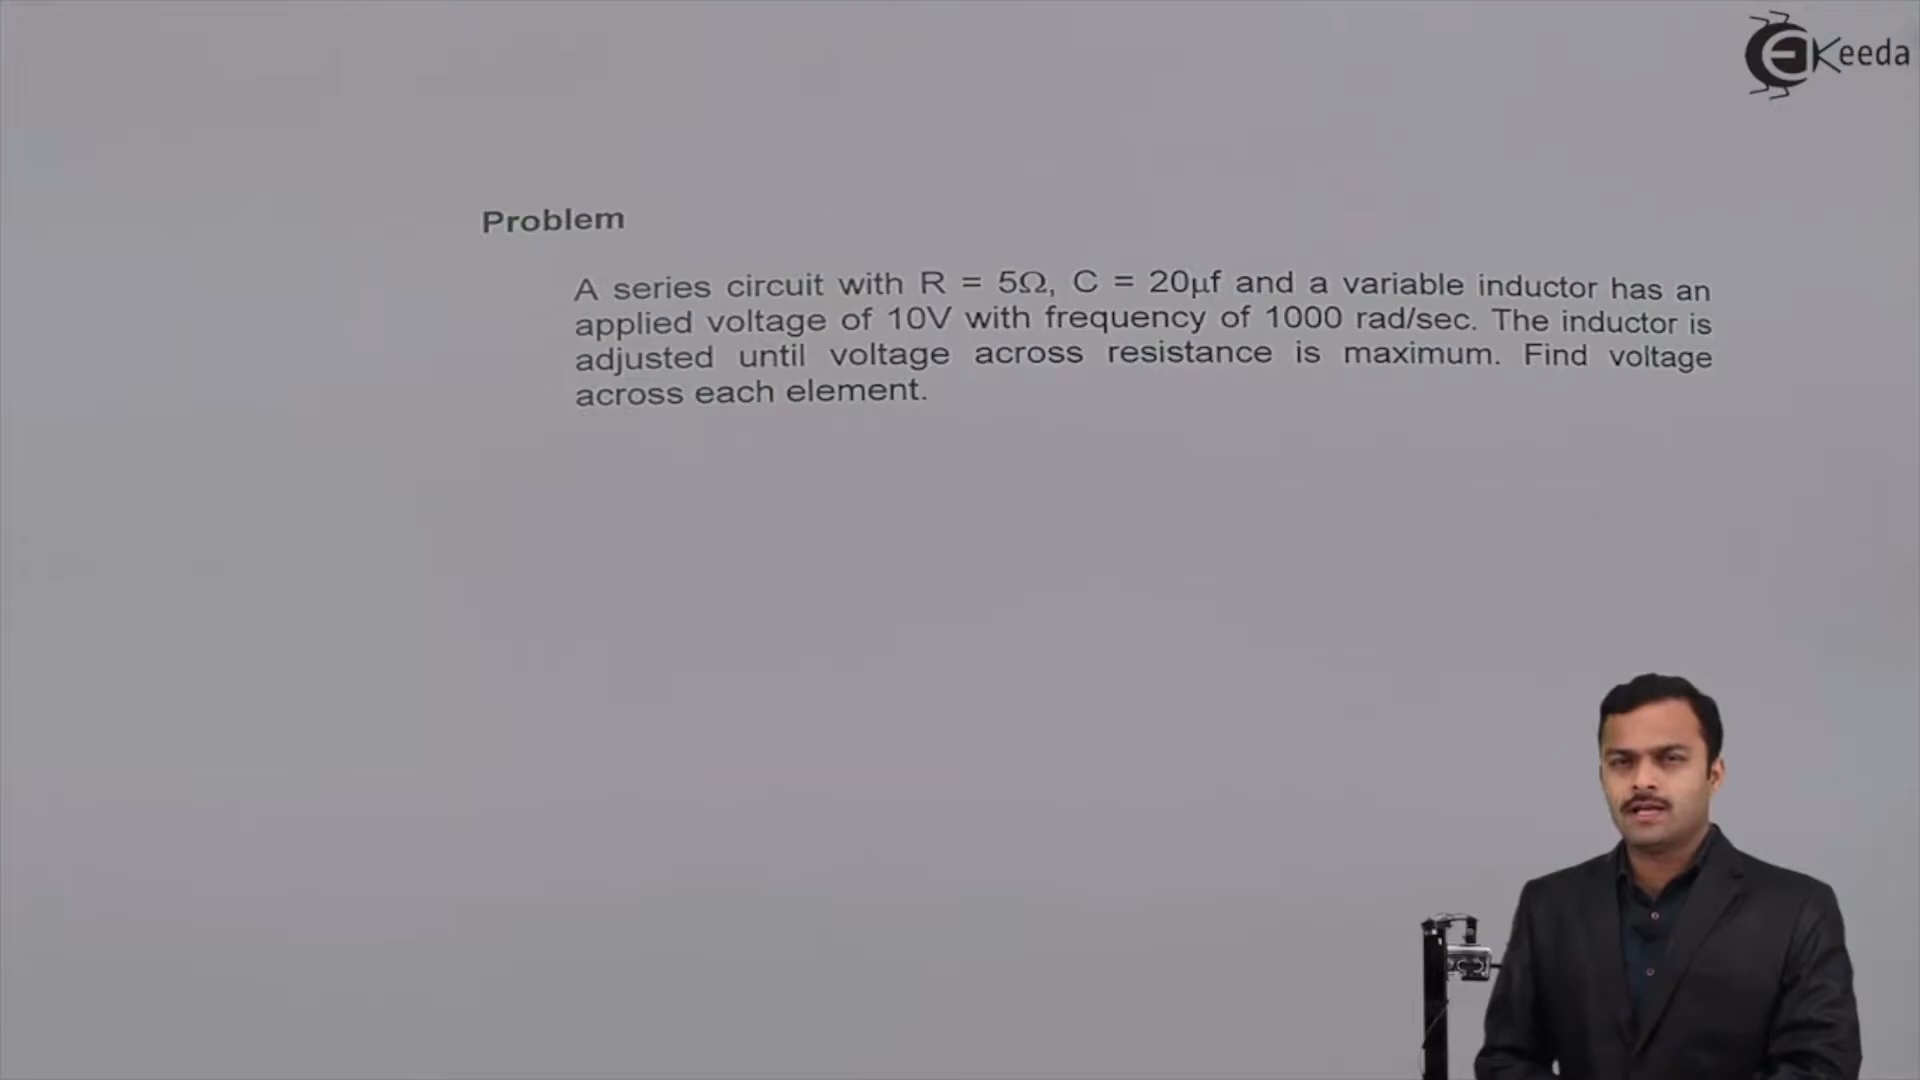 EKeeda
Problem
A series circuit with R = 5Ω, C = 20μf and a variable inductor has an
applied voltage of 10V with frequency of 1000 rad/sec. The inductor is
adjusted until voltage across resistance is maximum. Find voltage
across each element.